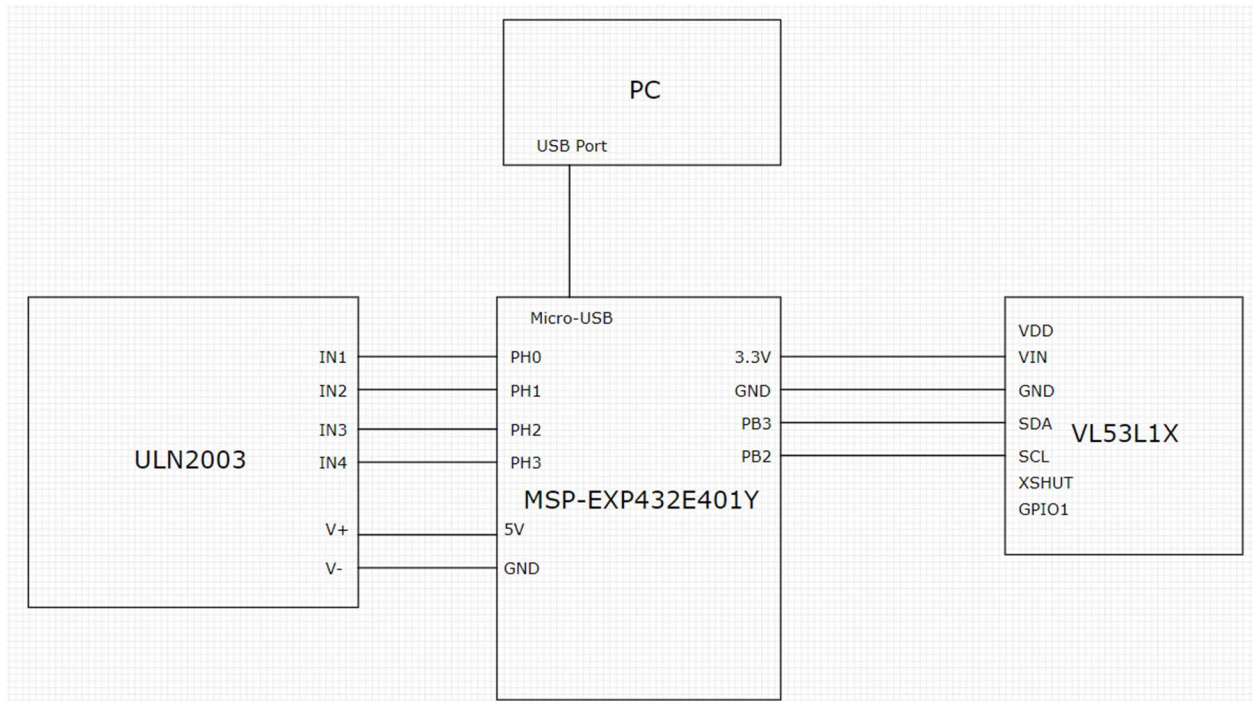 PC
USB Port
Micro-USB
IN1
IN2
IN3
IN4
ULN2003
V+
V-
PH0
PH1
PH2
PH3
3.3V
GND
PB3
PB2
MSP-EXP432E401Y
5V
GND
VDD
VIN
GND
SDA
VL53L1X
SCL
XSHUT
GPIO1